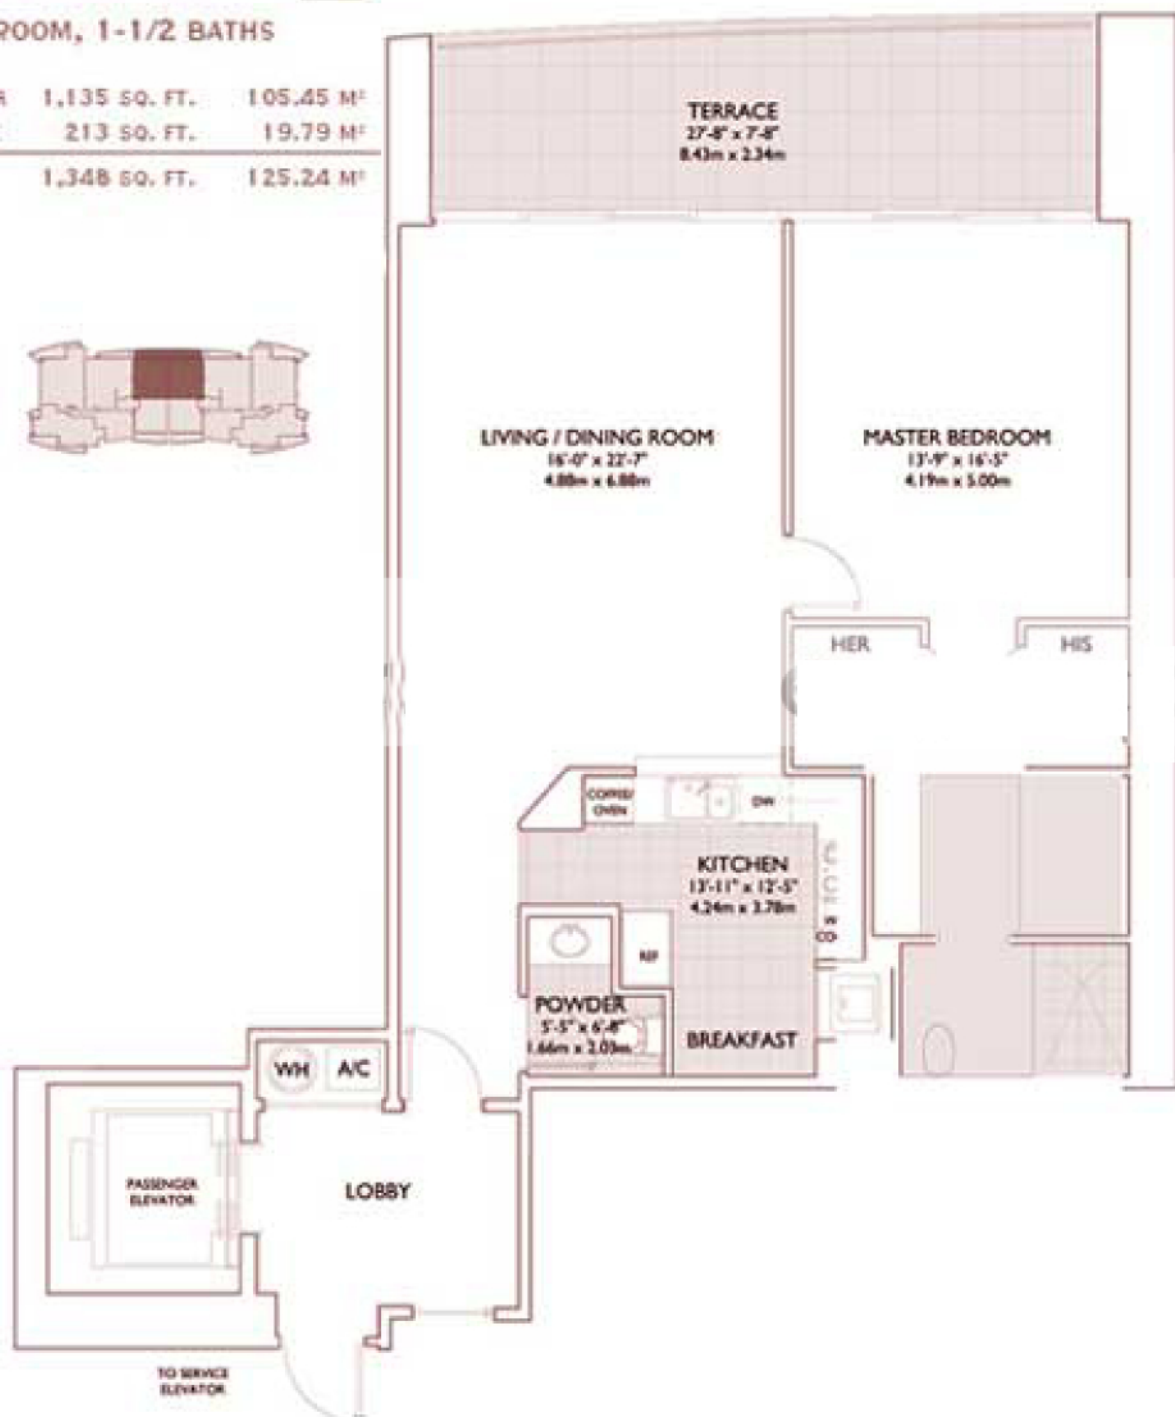 ROOM, 1-1/2 BATHS
R 1,135 SQ. FT. 105.45 M²
213 SQ. FT. 19.79 M²
1,348 SQ. FT. 125.24 M²
TERRACE
27'-8" x 7'-8"
8.43m x 2.34m
LIVING / DINING ROOM
16'-0" x 22'-7"
4.88m x 6.88m
MASTER BEDROOM
13'-9" x 16'-5"
4.19m x 5.00m
HER
HIS
COFFEE/
OVEN
DW
KITCHEN
13'-11" x 12'-5"
4.24m x 3.78m
REF
POWDER
5'-5" x 6'-8"
1.66m x 2.03m
BREAKFAST
WH
A/C
PASSENGER
ELEVATOR
LOBBY
TO SERVICE
ELEVATOR